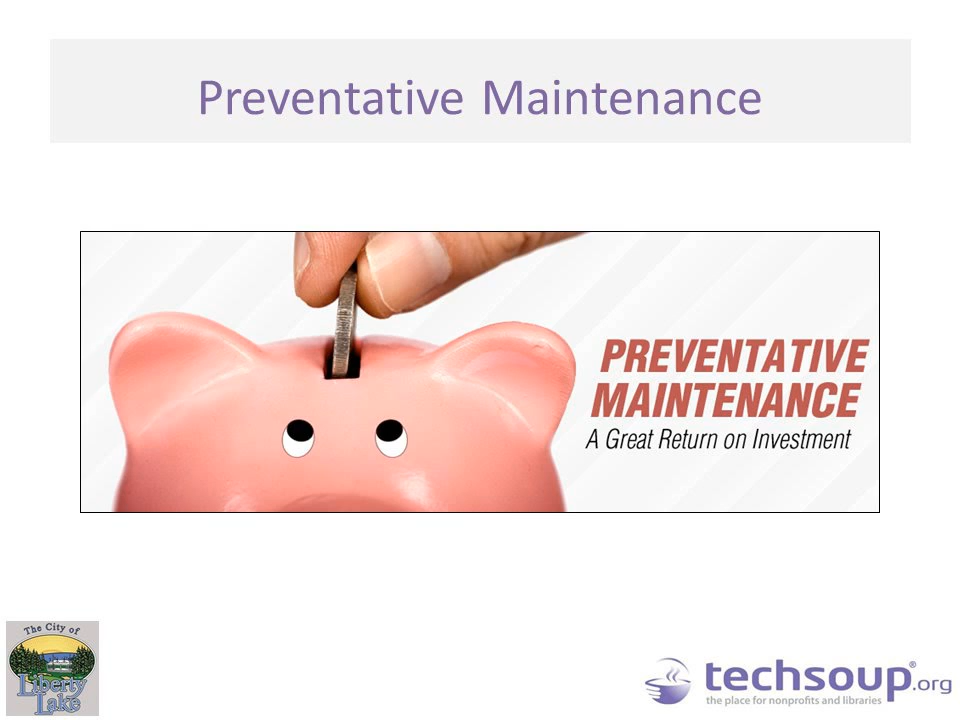 Preventative Maintenance
PREVENTATIVE
MAINTENANCE
A Great Return on Investment
The City of
Liberty
Lake
techsoup®.org
the place for nonprofits and libraries